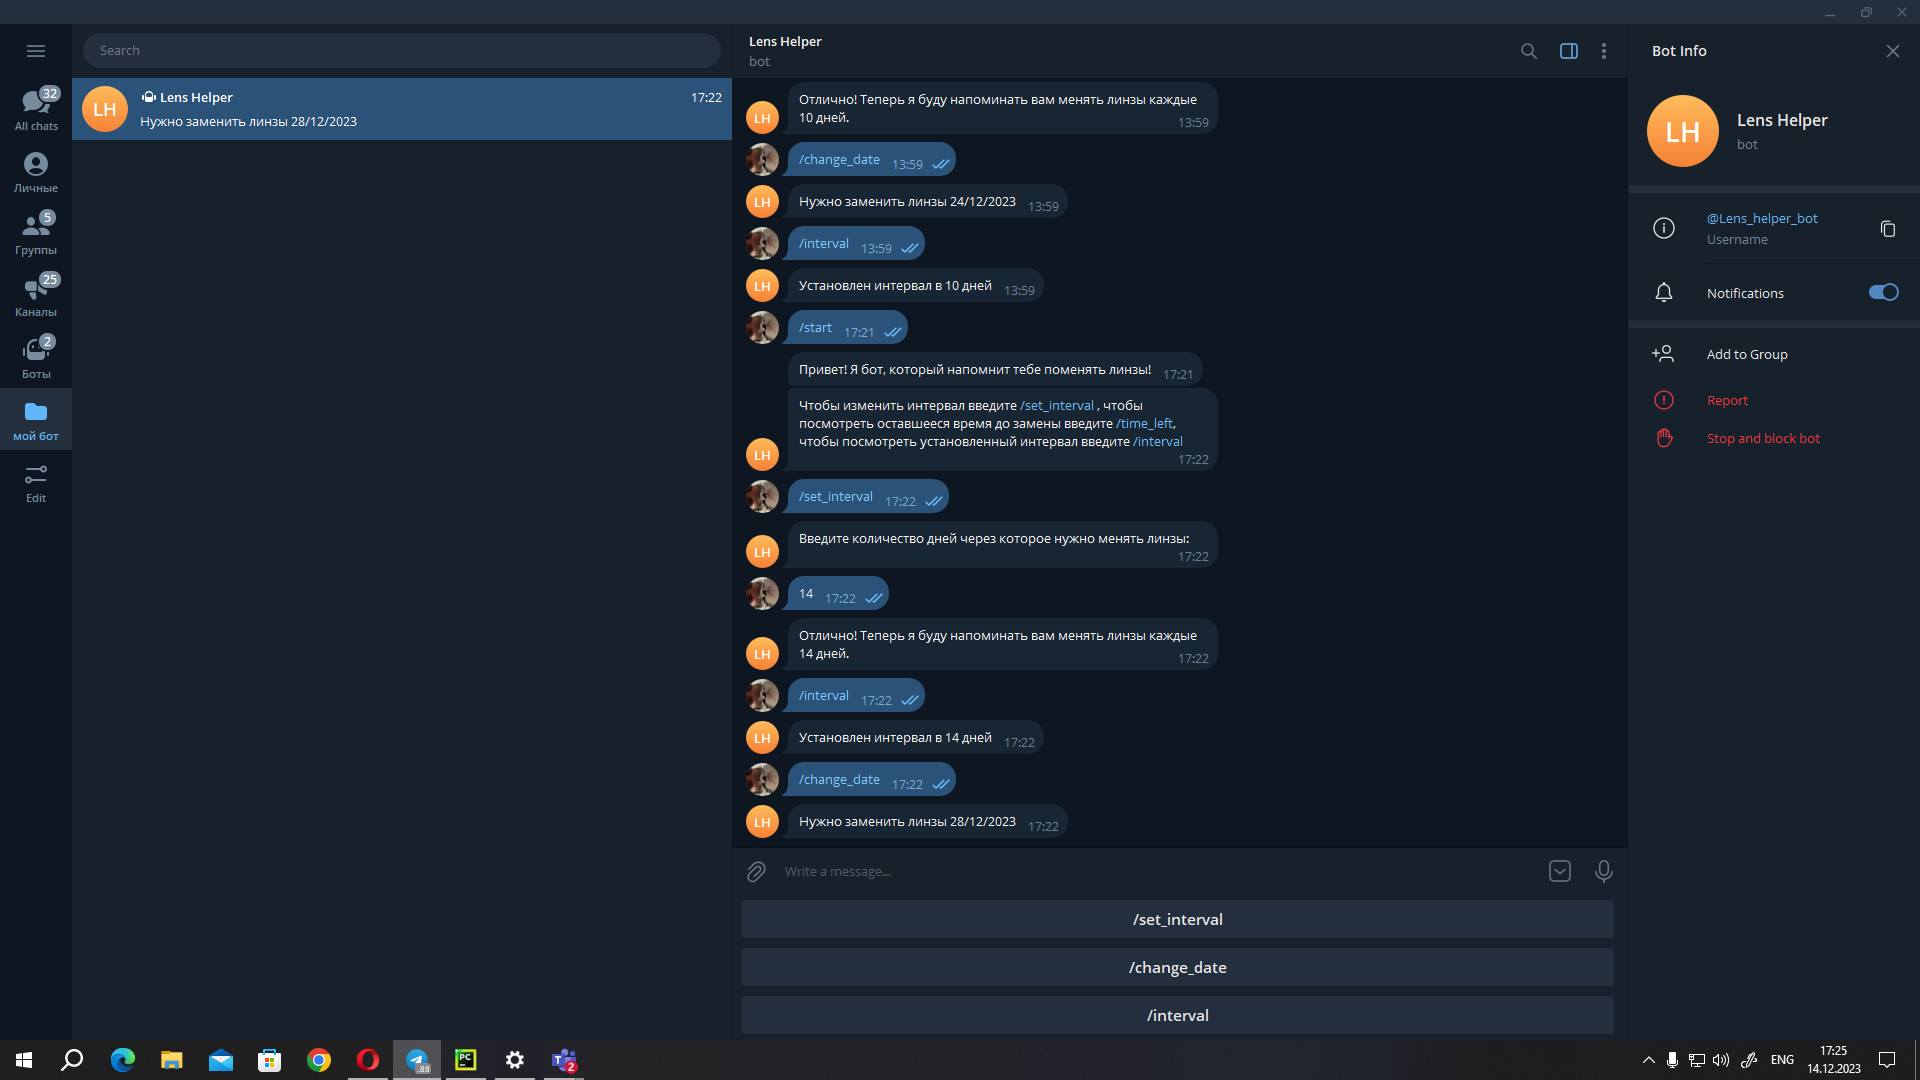 Search
32
All chats
Личные
5
Группы
25
Каналы
2
Боты
мой бот
Edit
LH
Lens Helper
17:22
Нужно заменить линзы 28/12/2023
Lens Helper
bot
Отлично! Теперь я буду напоминать вам менять линзы каждые
10 дней.
13:59
LH
/change_date 13:59
LH
Нужно заменить линзы 24/12/2023 13:59
/interval 13:59
LH
Установлен интервал в 10 дней 13:59
/start 17:21
Привет! Я бот, который напомнит тебе поменять линзы! 17:21
Чтобы изменить интервал введите /set_interval , чтобы
посмотреть оставшееся время до замены введите /time_left,
чтобы посмотреть установленный интервал введите /interval
17:22
LH
/set_interval 17:22
Введите количество дней через которое нужно менять линзы:
17:22
LH
14 17:22
Отлично! Теперь я буду напоминать вам менять линзы каждые
14 дней.
17:22
LH
/interval 17:22
LH
Установлен интервал в 14 дней 17:22
/change_date 17:22
LH
Нужно заменить линзы 28/12/2023 17:22
Write a message...
/set_interval
/change_date
/interval
Bot Info
LH
Lens Helper
bot
@Lens_helper_bot
Username
Notifications
Add to Group
Report
Stop and block bot
.88
PC
T
2
ENG
17:25
14.12.2023